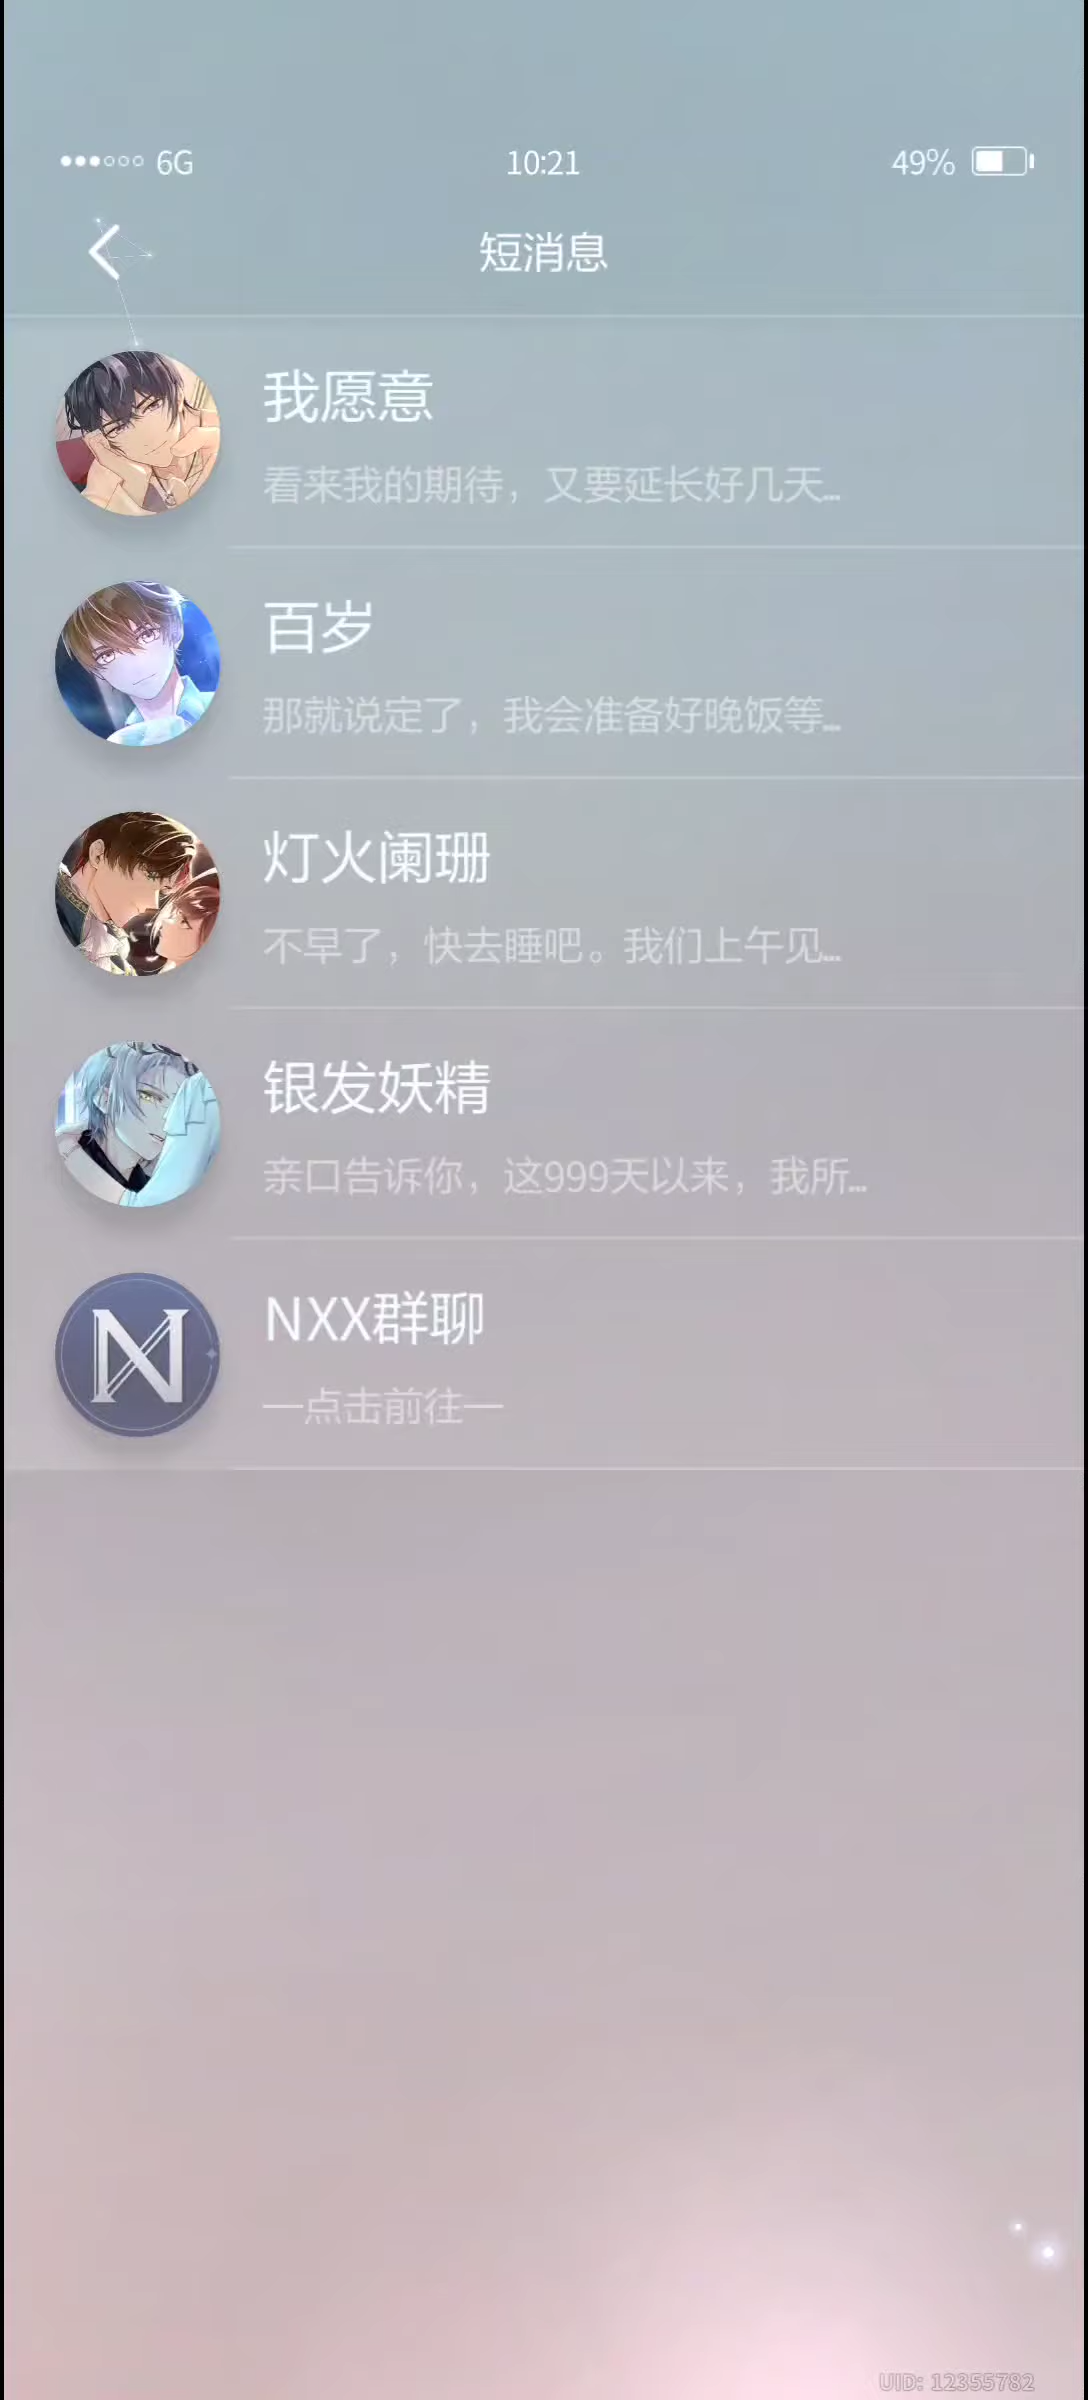 6G 10:21 49%
短消息
我愿意
看来我的期待，又要延长好几天...
百岁
那就说定了，我会准备好晚饭等...
灯火阑珊
不早了，快去睡吧。我们上午见...
银发妖精
亲口告诉你，这999天以来，我所...
NXX群聊
—点击前往—
UID: 12355782